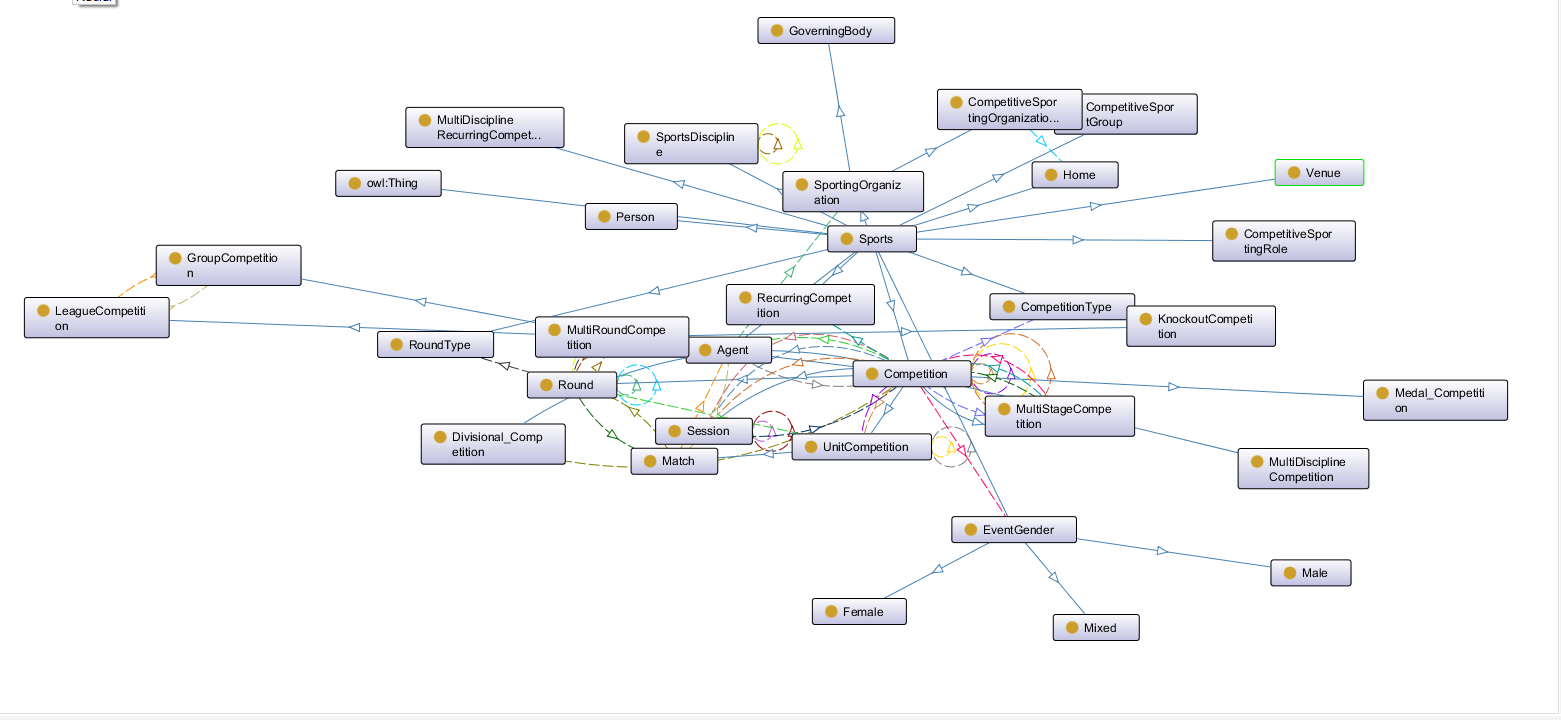 GoverningBody
CompetitiveSpor
tingOrganizatio...
CompetitiveSpor
tGroup
MultiDiscipline
RecurringCompet...
SportsDisciplin
e
owl:Thing
SportingOrganiz
ation
Home
Venue
Person
Sports
CompetitiveSpor
tingRole
GroupCompetitio
n
LeagueCompetiti
on
RecurringCompet
ition
CompetitionType
KnockoutCompeti
tion
MultiRoundCompe
tition
RoundType
Agent
Competition
Round
Medal_Competiti
on
MultiStageCompe
tition
Divisional_Comp
etition
Session
UnitCompetition
Match
MultiDiscipline
Competition
EventGender
Male
Female
Mixed